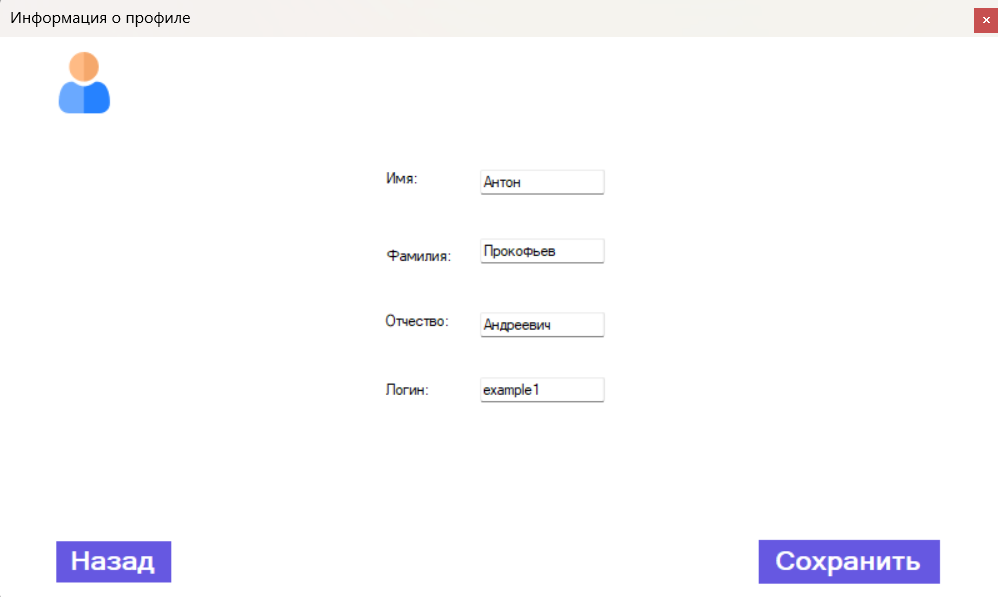 Информация о профиле
×
Имя: Антон
Фамилия: Прокофьев
Отчество: Андреевич
Логин: example1
Назад Сохранить